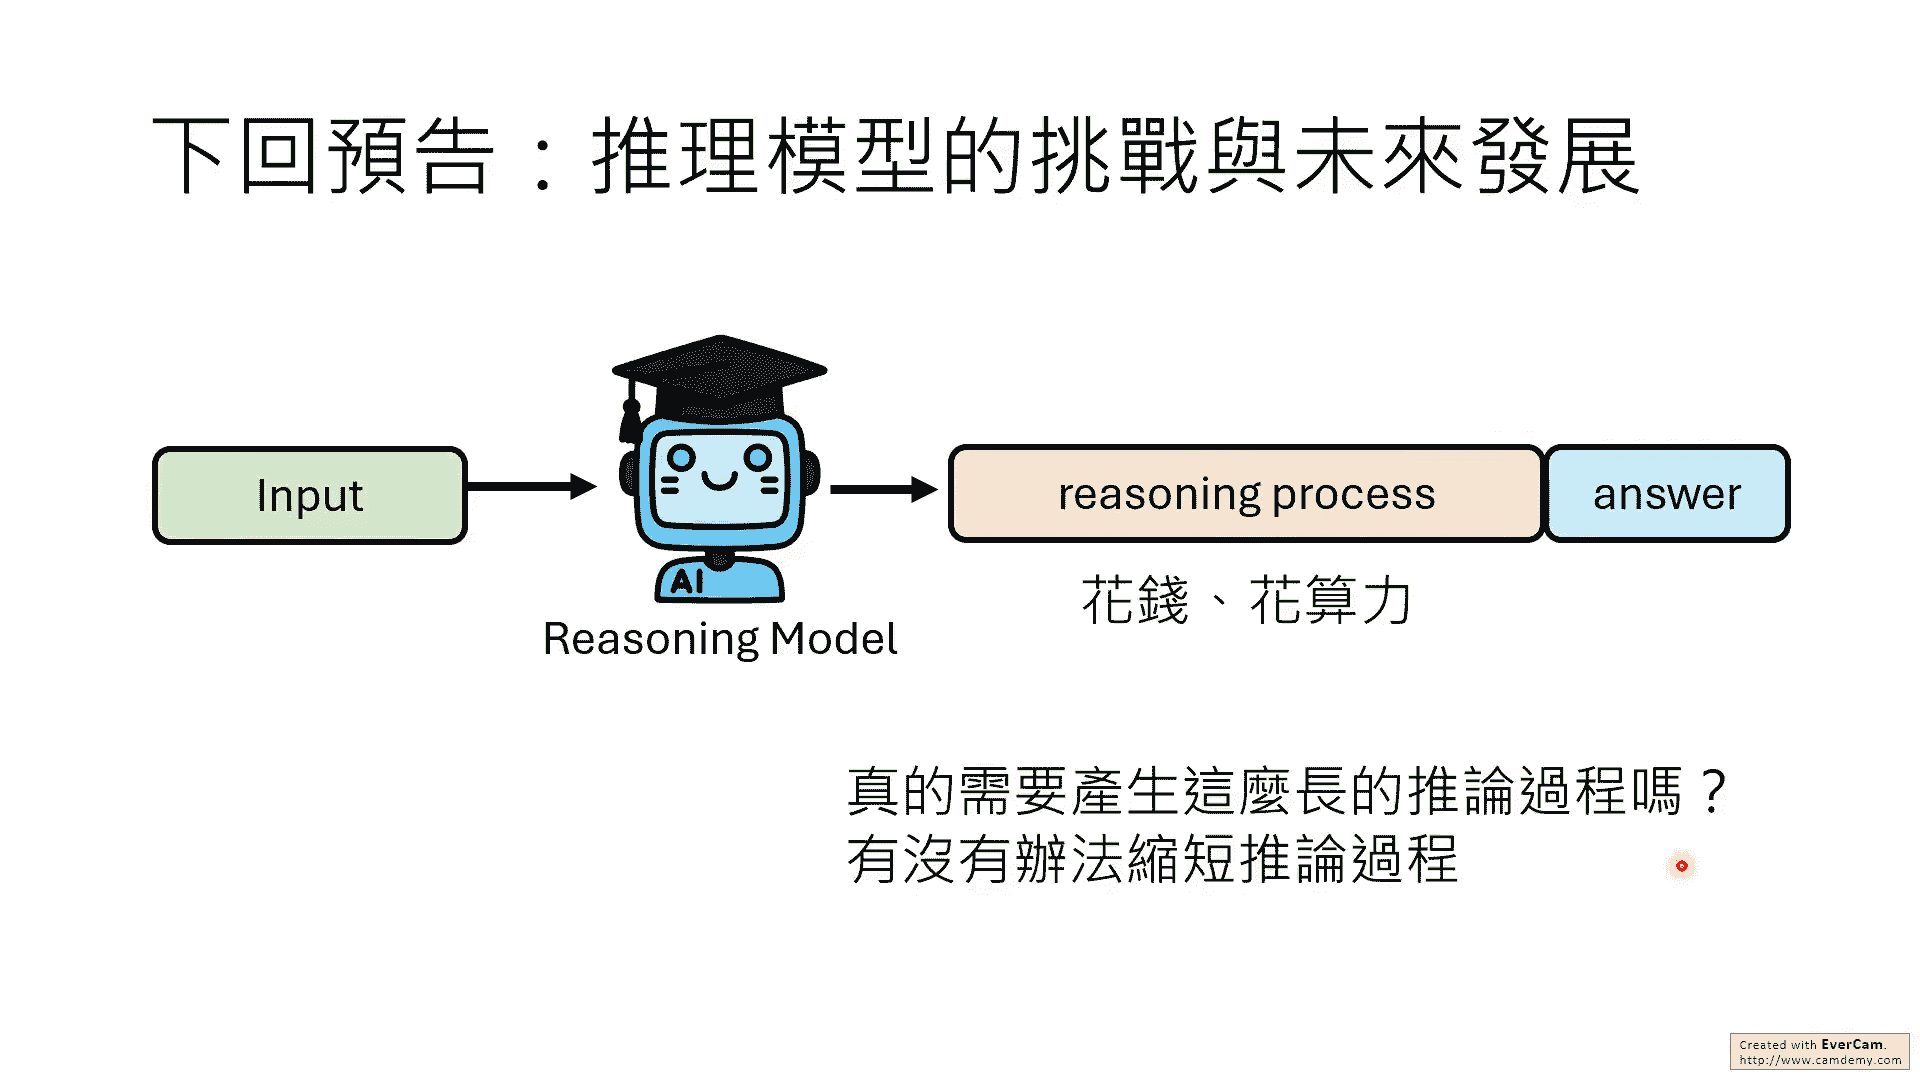 下回預告：推理模型的挑戰與未來發展
Input
AI
Reasoning Model
reasoning process
answer
花錢、花算力
真的需要產生這麼長的推論過程嗎？
有沒有辦法縮短推論過程
Created with EverCam.
http://www.camdemy.com